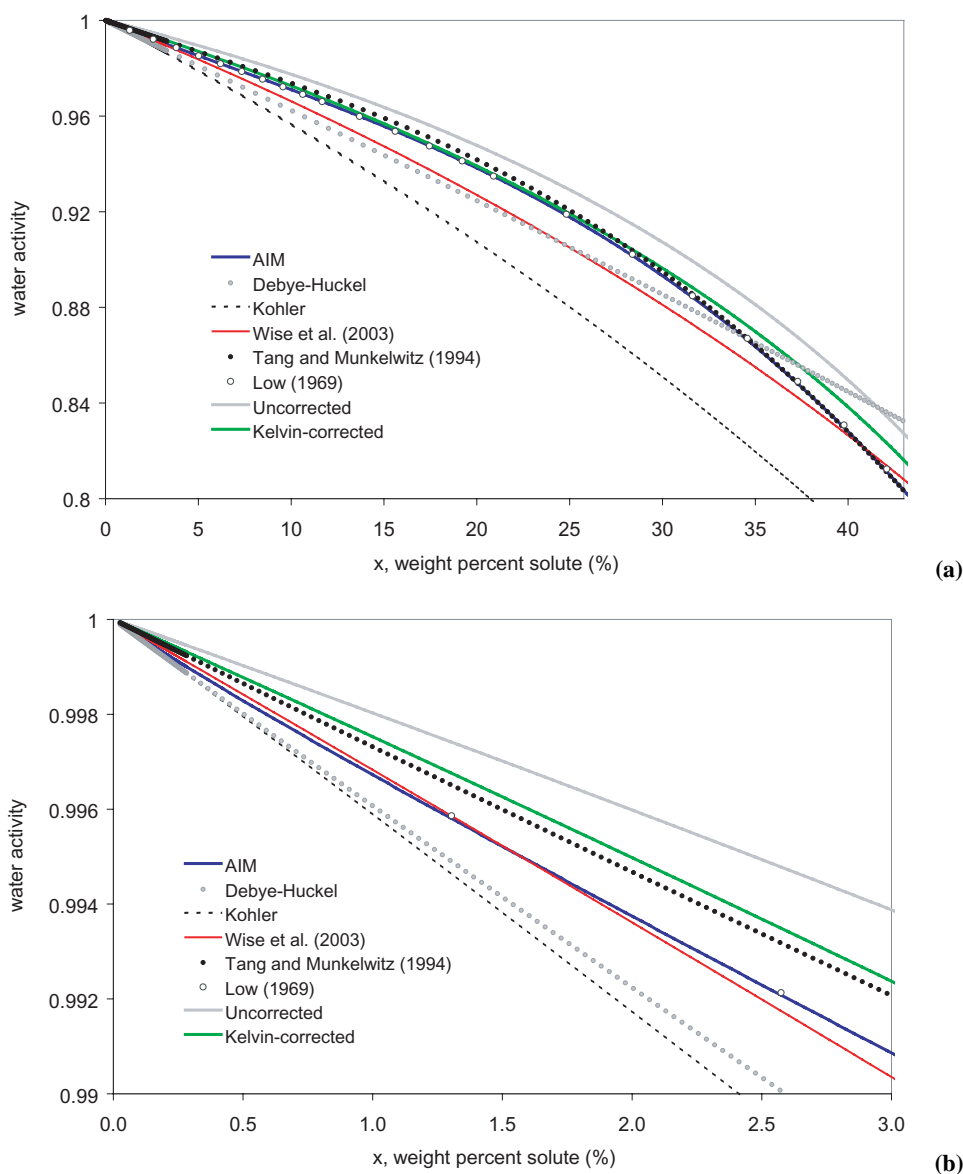 1
0.96
0.92
0.88
0.84
0.8
water activity
AIM
Debye-Huckel
Kohler
Wise et al. (2003)
Tang and Munkelwitz (1994)
Low (1969)
Uncorrected
Kelvin-corrected
0 5 10 15 20 25 30 35 40
x, weight percent solute (%)
(a)
1
0.998
0.996
0.994
0.992
0.99
water activity
AIM
Debye-Huckel
Kohler
Wise et al. (2003)
Tang and Munkelwitz (1994)
Low (1969)
Uncorrected
Kelvin-corrected
0.0 0.5 1.0 1.5 2.0 2.5 3.0
x, weight percent solute (%)
(b)